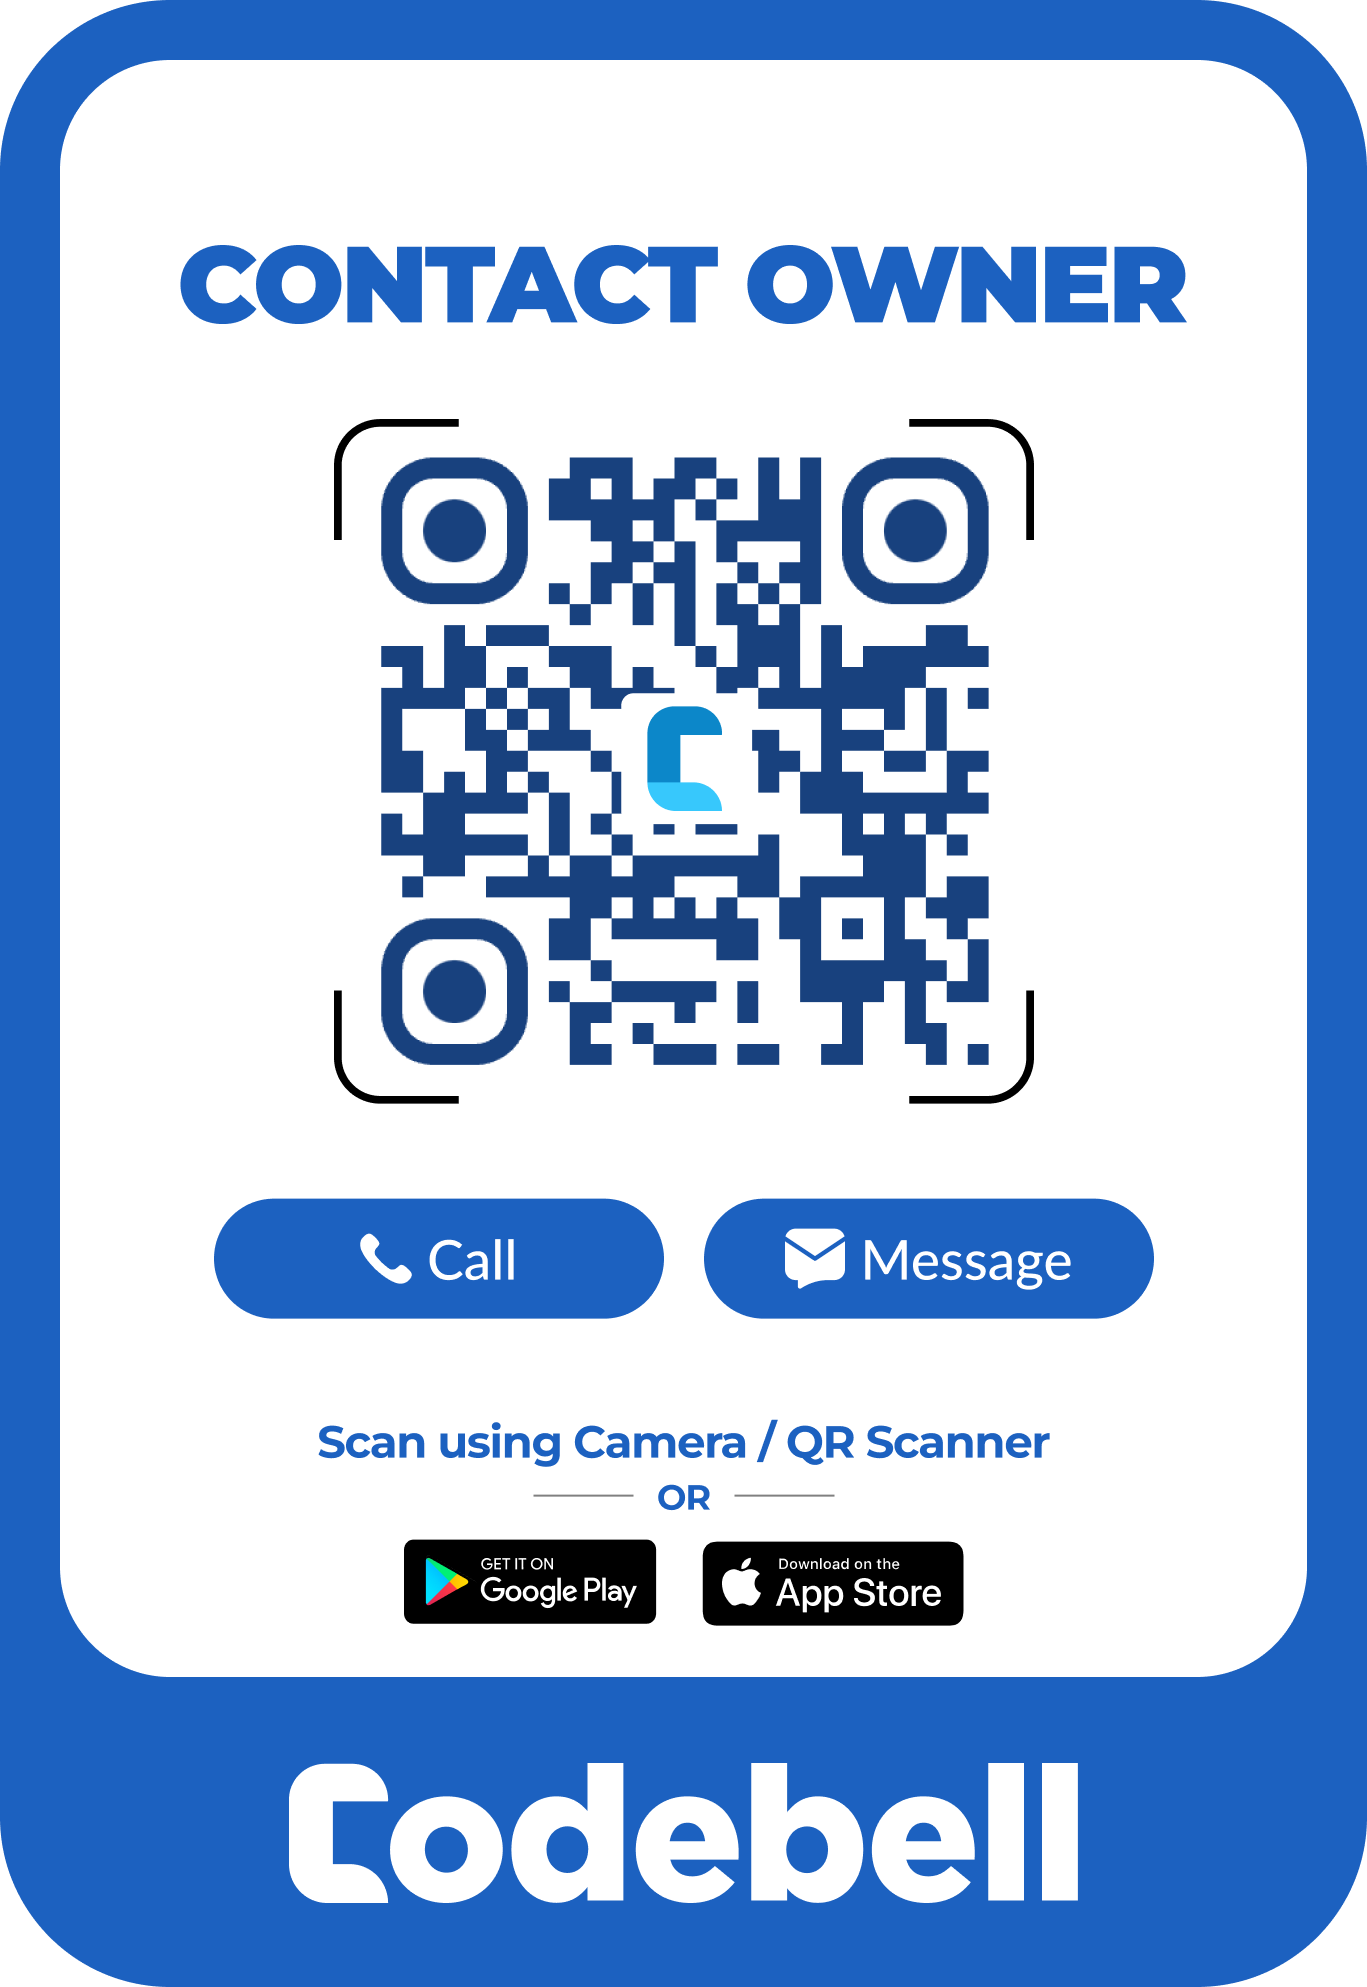 CONTACT OWNER
Call
Message
Scan using Camera / QR Scanner
OR
GET IT ON
Google Play
Download on the
App Store
Codebell